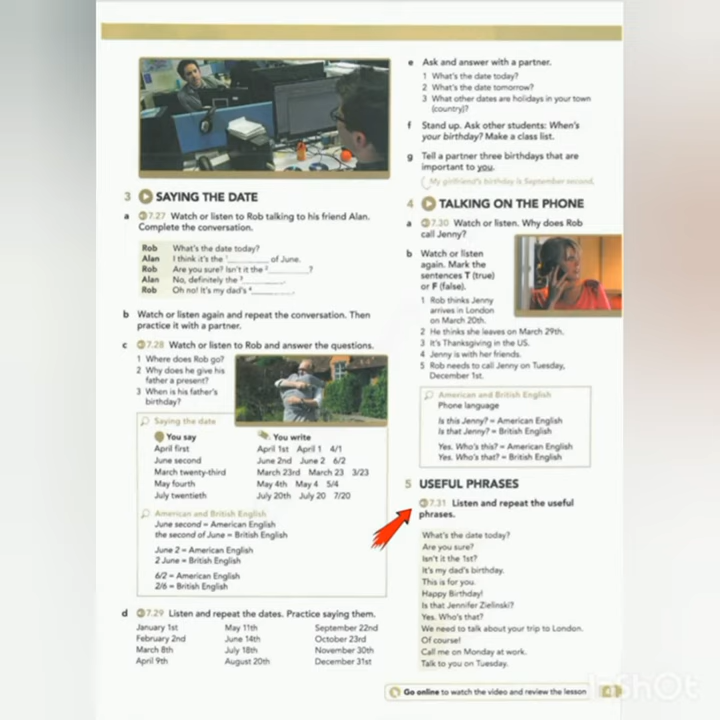 3 SAYING THE DATE
a 7.27 Watch or listen to Rob talking to his friend Alan.
Complete the conversation.
Rob What's the date today?
Alan I think it's the 1________ of June.
Rob Are you sure? Isn't it the 2________?
Alan No, definitely the 3________.
Rob Oh no! It's my dad's 4________.
b Watch or listen again and repeat the conversation. Then
practice it with a partner.
c 7.28 Watch or listen to Rob and answer the questions.
1 Where does Rob go?
2 Why does he give his
father a present?
3 When is his father's
birthday?
Saying the date
You say You write
April first April 1st April 1 4/1
June second June 2nd June 2 6/2
March twenty-third March 23rd March 23 3/23
May fourth May 4th May 4 5/4
July twentieth July 20th July 20 7/20
American and British English
June second = American English
the second of June = British English
June 2 = American English
2 June = British English
6/2 = American English
2/6 = British English
d 7.29 Listen and repeat the dates. Practice saying them.
January 1st May 11th September 22nd
February 2nd June 14th October 23rd
March 8th July 18th November 30th
April 9th August 20th December 31st
e Ask and answer with a partner.
1 What's the date today?
2 What's the date tomorrow?
3 What other dates are holidays in your town
(country)?
f Stand up. Ask other students: When's
your birthday? Make a class list.
g Tell a partner three birthdays that are
important to you.
My girlfriend's birthday is September second.
4 TALKING ON THE PHONE
a 7.30 Watch or listen. Why does Rob
call Jenny?
b Watch or listen
again. Mark the
sentences T (true)
or F (false).
1 Rob thinks Jenny
arrives in London
on March 20th.
2 He thinks she leaves on March 29th.
3 It's Thanksgiving in the US.
4 Jenny is with her friends.
5 Rob needs to call Jenny on Tuesday,
December 1st.
American and British English
Phone language
Is this Jenny? = American English
Is that Jenny? = British English
Yes. Who's this? = American English
Yes. Who's that? = British English
5 USEFUL PHRASES
7.31 Listen and repeat the useful
phrases.
What's the date today?
Are you sure?
Isn't it the 1st?
It's my dad's birthday.
This is for you.
Happy Birthday!
Is that Jennifer Zielinski?
Yes. Who's that?
We need to talk about your trip to London.
Of course!
Call me on Monday at work.
Talk to you on Tuesday.
Go online to watch the video and review the lesson
InShOt